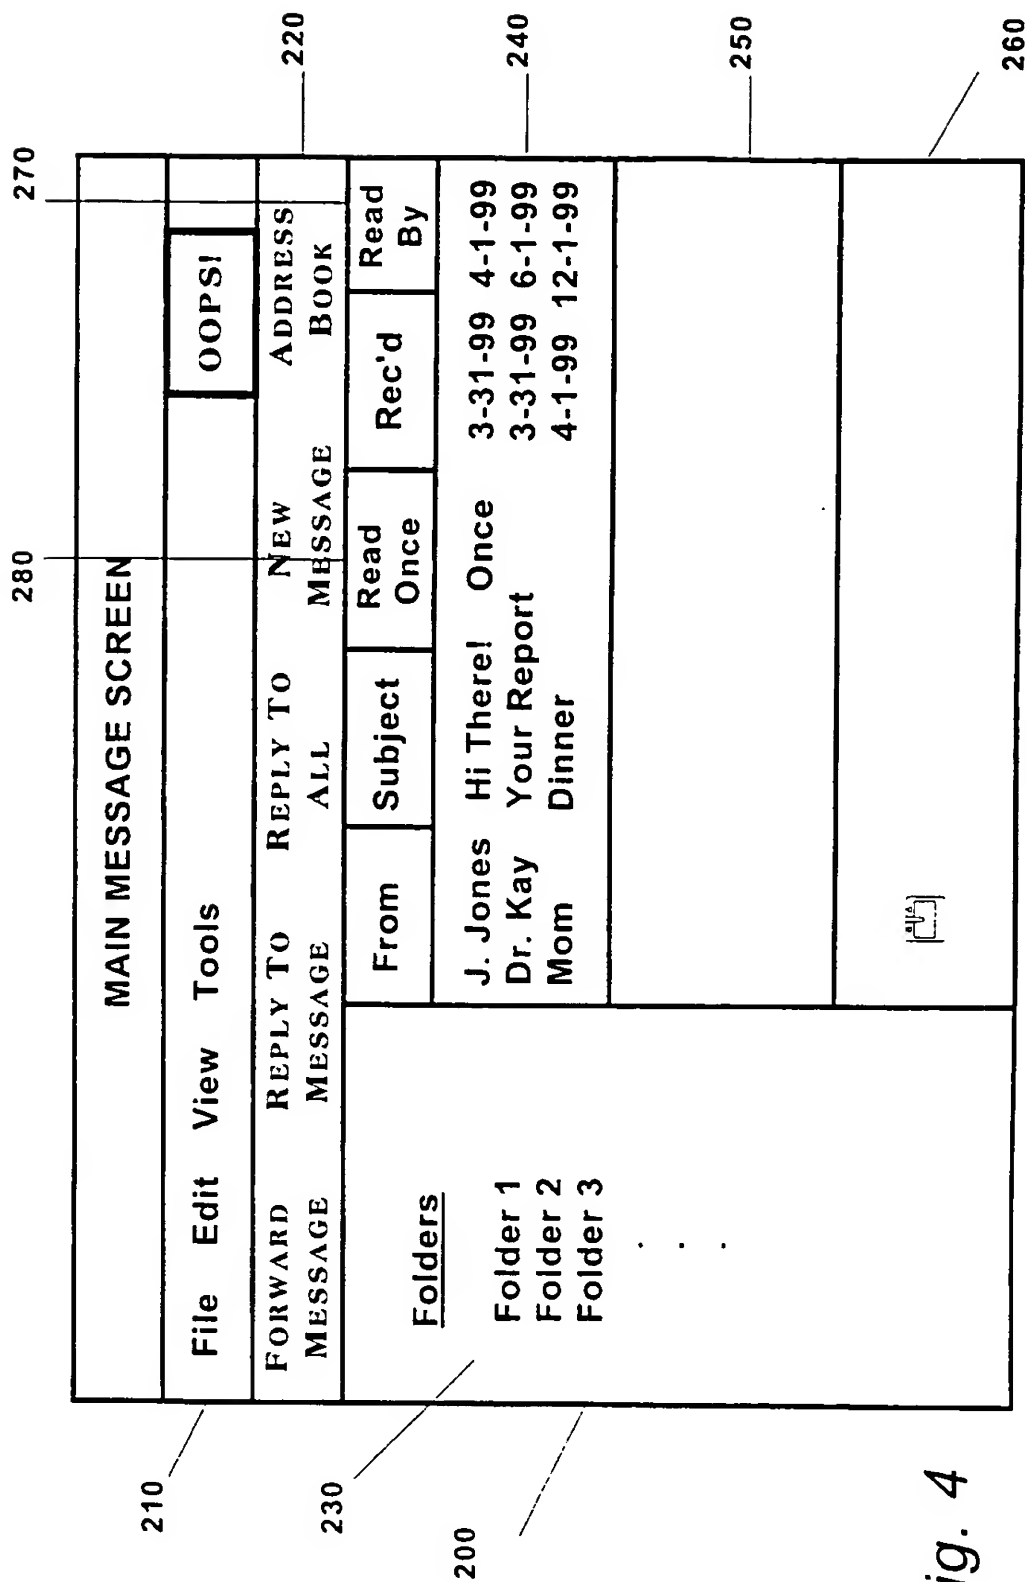 MAIN MESSAGE SCREEN
File Edit View Tools OOPS!
FORWARD MESSAGE
REPLY TO MESSAGE
REPLY TO ALL
NEW MESSAGE
ADDRESS BOOK
Folders
Folder 1
Folder 2
Folder 3
. . .
From Subject Read Once Rec'd Read By
J. Jones Hi There! Once 3-31-99 4-1-99
Dr. Kay Your Report 3-31-99 6-1-99
Mom Dinner 4-1-99 12-1-99
210
230
200
280
270
220
240
250
260
ig. 4